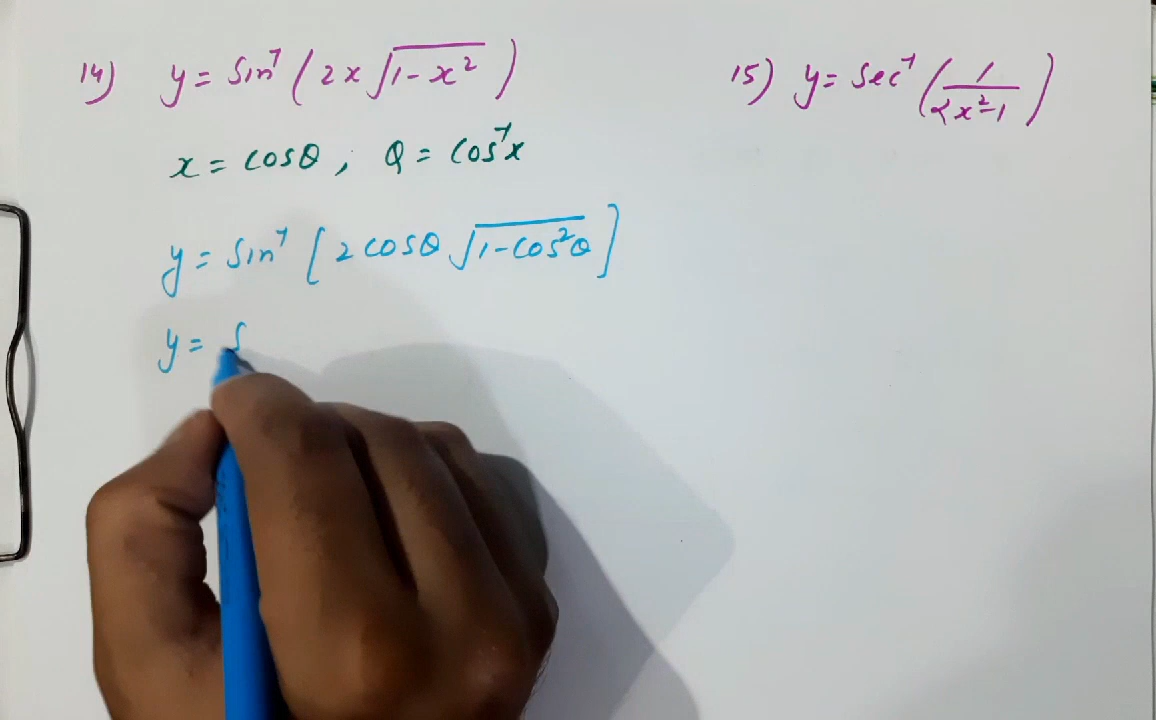 14) y = Sin⁻¹ ( 2x √1-x² )
x = cosθ , θ = Cos⁻¹x
y = Sin⁻¹ [ 2 cosθ √1-cos²θ ]
y = S
15) y = Sec⁻¹ ( 1 / 2x²-1 )